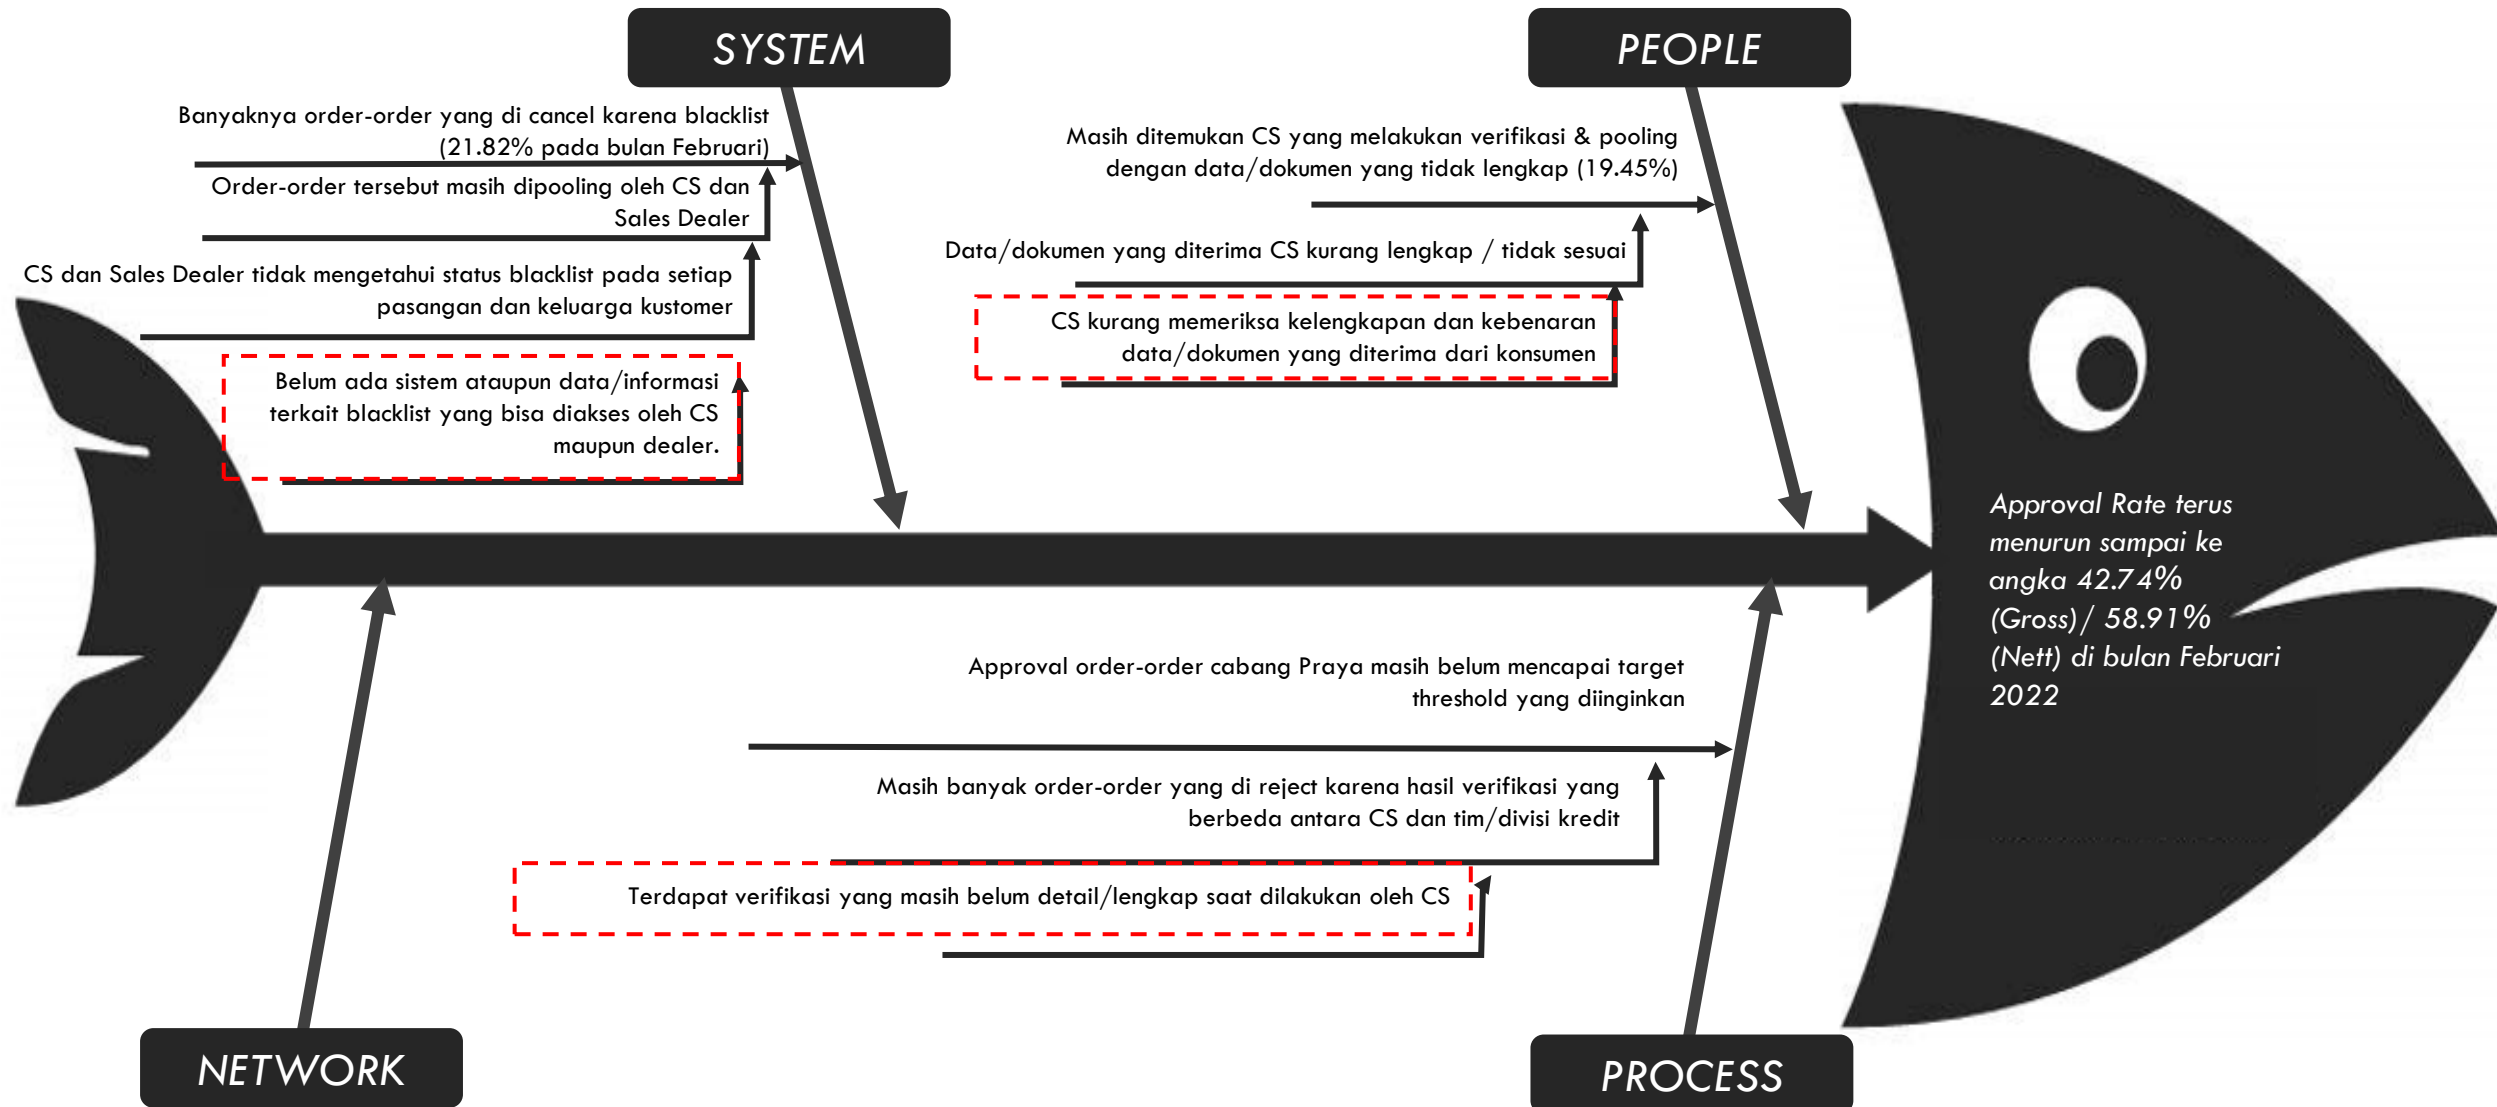 SYSTEM
PEOPLE
Banyaknya order-order yang di cancel karena blacklist
(21.82% pada bulan Februari)
Order-order tersebut masih dipooling oleh CS dan
Sales Dealer
CS dan Sales Dealer tidak mengetahui status blacklist pada setiap
pasangan dan keluarga kustomer
Belum ada sistem ataupun data/informasi
terkait blacklist yang bisa diakses oleh CS
maupun dealer.
Masih ditemukan CS yang melakukan verifikasi & pooling
dengan data/dokumen yang tidak lengkap (19.45%)
Data/dokumen yang diterima CS kurang lengkap / tidak sesuai
CS kurang memeriksa kelengkapan dan kebenaran
data/dokumen yang diterima dari konsumen
Approval Rate terus
menurun sampai ke
angka 42.74%
(Gross)/ 58.91%
(Nett) di bulan Februari
2022
Approval order-order cabang Praya masih belum mencapai target
threshold yang diinginkan
Masih banyak order-order yang di reject karena hasil verifikasi yang
berbeda antara CS dan tim/divisi kredit
Terdapat verifikasi yang masih belum detail/lengkap saat dilakukan oleh CS
NETWORK
PROCESS